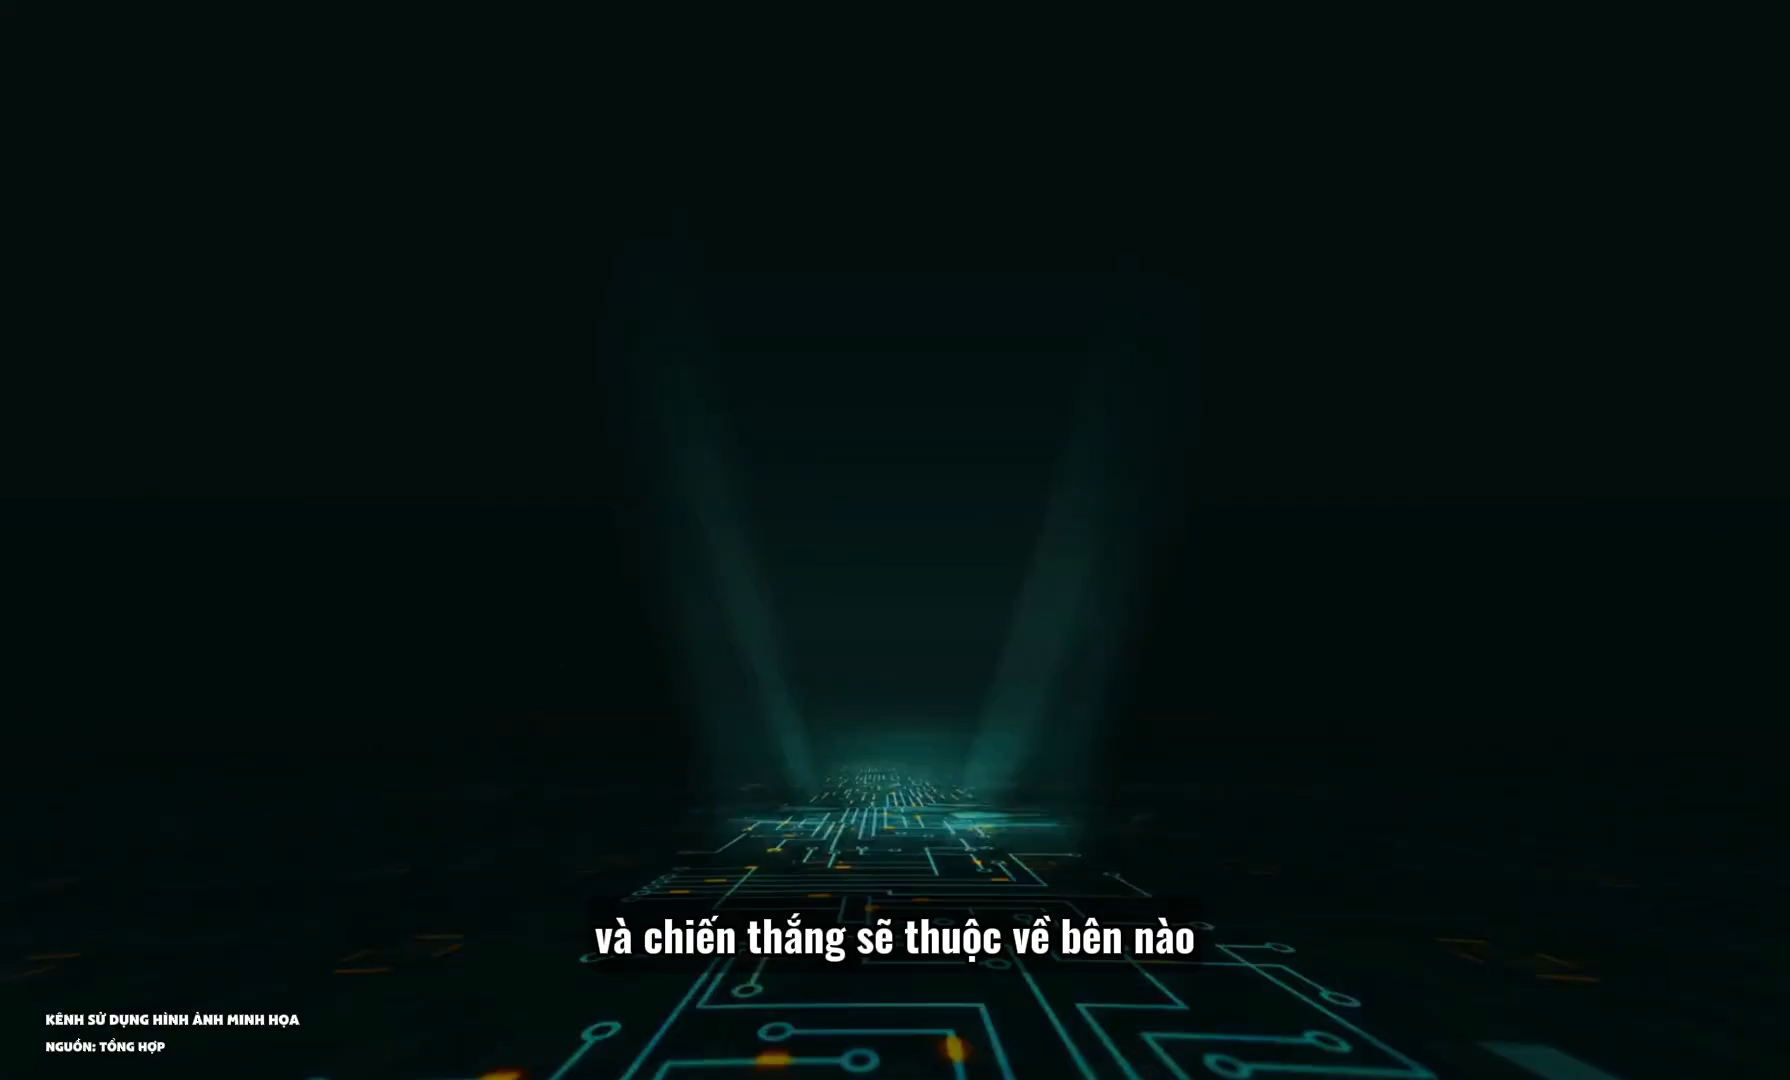 và chiến thắng sẽ thuộc về bên nào
KÊNH SỬ DỤNG HÌNH ẢNH MINH HỌA
NGUỒN: TỔNG HỢP